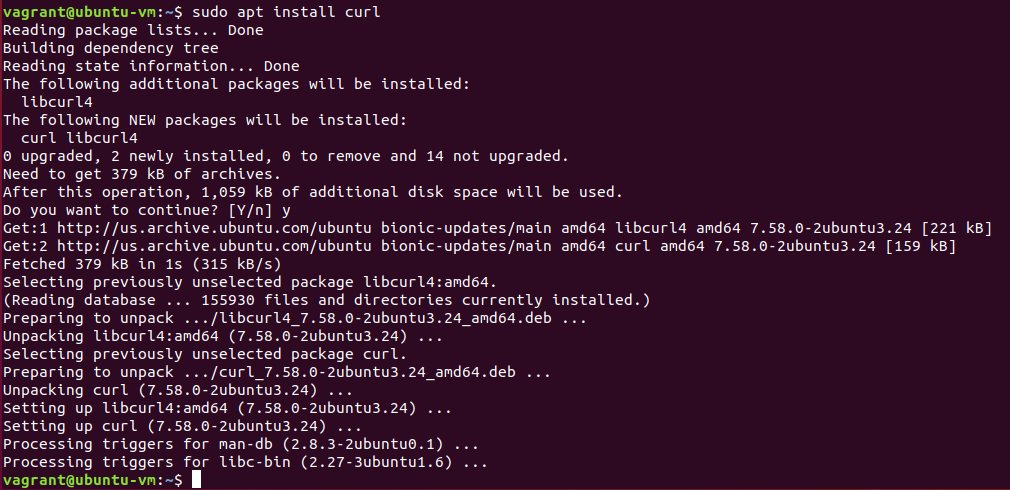 vagrant@ubuntu-vm:~$ sudo apt install curl
Reading package lists... Done
Building dependency tree
Reading state information... Done
The following additional packages will be installed:
  libcurl4
The following NEW packages will be installed:
  curl libcurl4
0 upgraded, 2 newly installed, 0 to remove and 14 not upgraded.
Need to get 379 kB of archives.
After this operation, 1,059 kB of additional disk space will be used.
Do you want to continue? [Y/n] y
Get:1 http://us.archive.ubuntu.com/ubuntu bionic-updates/main amd64 libcurl4 amd64 7.58.0-2ubuntu3.24 [221 kB]
Get:2 http://us.archive.ubuntu.com/ubuntu bionic-updates/main amd64 curl amd64 7.58.0-2ubuntu3.24 [159 kB]
Fetched 379 kB in 1s (315 kB/s)
Selecting previously unselected package libcurl4:amd64.
(Reading database ... 155930 files and directories currently installed.)
Preparing to unpack .../libcurl4_7.58.0-2ubuntu3.24_amd64.deb ...
Unpacking libcurl4:amd64 (7.58.0-2ubuntu3.24) ...
Selecting previously unselected package curl.
Preparing to unpack .../curl_7.58.0-2ubuntu3.24_amd64.deb ...
Unpacking curl (7.58.0-2ubuntu3.24) ...
Setting up libcurl4:amd64 (7.58.0-2ubuntu3.24) ...
Setting up curl (7.58.0-2ubuntu3.24) ...
Processing triggers for man-db (2.8.3-2ubuntu0.1) ...
Processing triggers for libc-bin (2.27-3ubuntu1.6) ...
vagrant@ubuntu-vm:~$